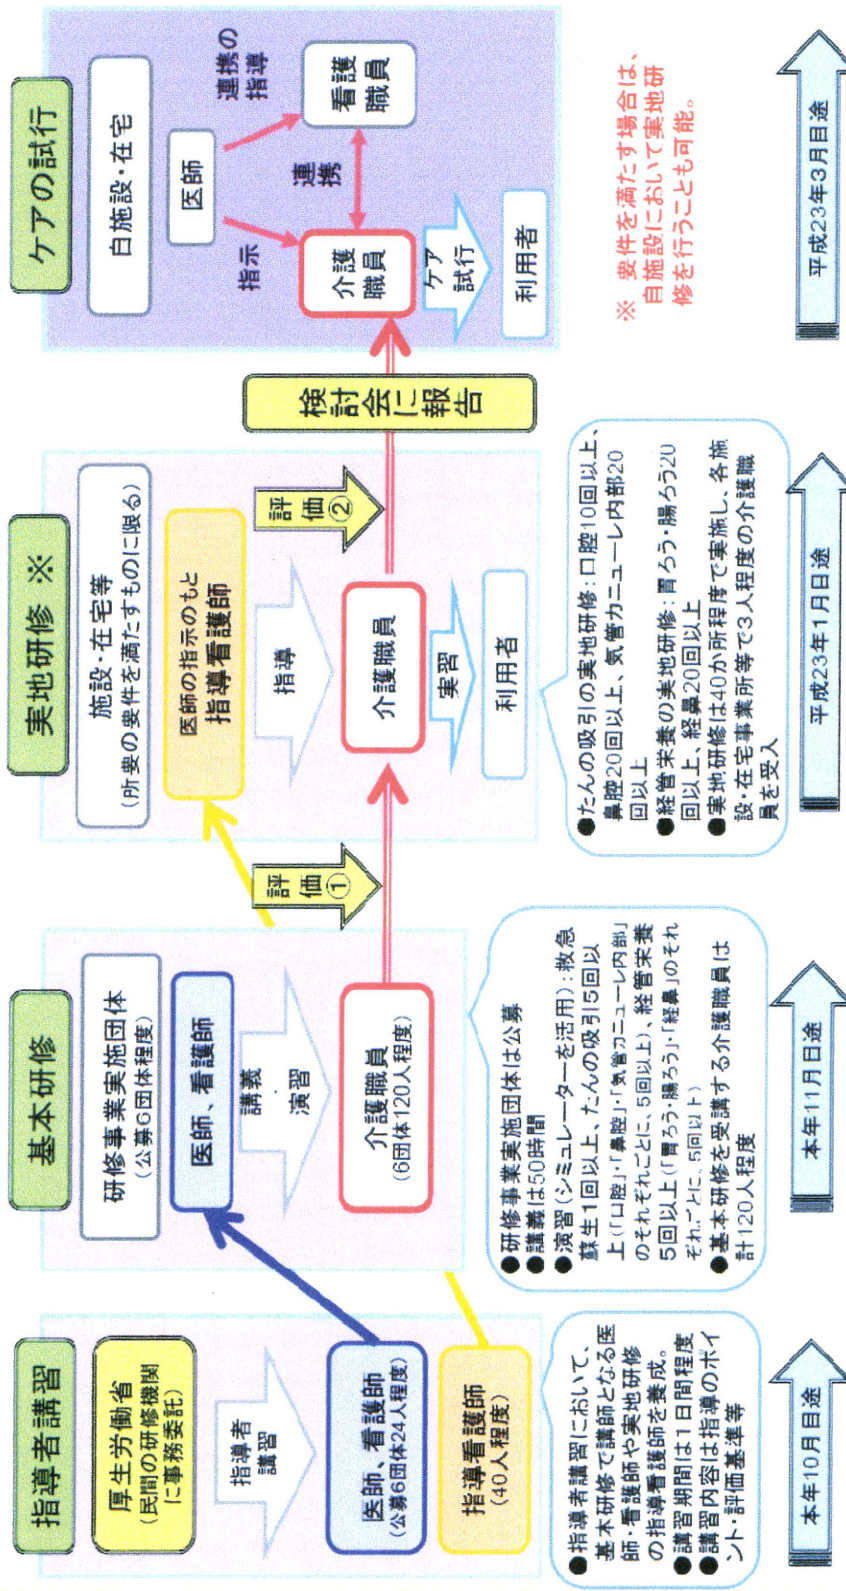 指導者講習
厚生労働省
(民間の研修機関
に事務委託)
指導者
講習
医師、看護師
(公募6団体24人程度)
指導看護師
(40人程度)
●指導者講習において、
基本研修で講師となる医
師・看護師や実地研修
の指導看護師を養成。
●講習期間は1日間程度
●講習内容は指導のポイ
ント・評価基準等
本年10月目途
基本研修
研修事業実施団体
(公募6団体程度)
医師、看護師
講義
・
演習
介護職員
(6団体120人程度)
●研修事業実施団体は公募
●講義は50時間
●演習(シミュレーターを活用):救急
蘇生1回以上、たんの吸引5回以
上(「口腔」・「鼻腔」・「気管カニューレ内部」
のそれぞれごとに、5回以上)、経管栄養
5回以上(「胃ろう・腸ろう」・「経鼻」のそれ
ぞれごとに、5回以上)
●基本研修を受講する介護職員は
計120人程度
本年11月目途
評価
①
実地研修 ※
施設・在宅等
(所要の要件を満たすものに限る)
医師の指示のもと
指導看護師
指導
評価
②
介護職員
実習
利用者
●たんの吸引の実地研修:口腔10回以上、
鼻腔20回以上、気管カニューレ内部20
回以上
●経管栄養の実地研修:胃ろう・腸ろう20
回以上、経鼻20回以上
●実地研修は40か所程度で実施し、各施
設・在宅事業所等で3人程度の介護職
員を受入
平成23年1月目途
検討会に報告
ケアの試行
自施設・在宅
医師
指示
連携の
指導
介護
職員
連携
看護
職員
ケア
試行
利用者
※ 要件を満たす場合は、
自施設において実地研
修を行うことも可能。
平成23年3月目途